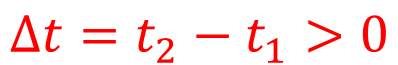 Δt = t₂ − t₁ > 0